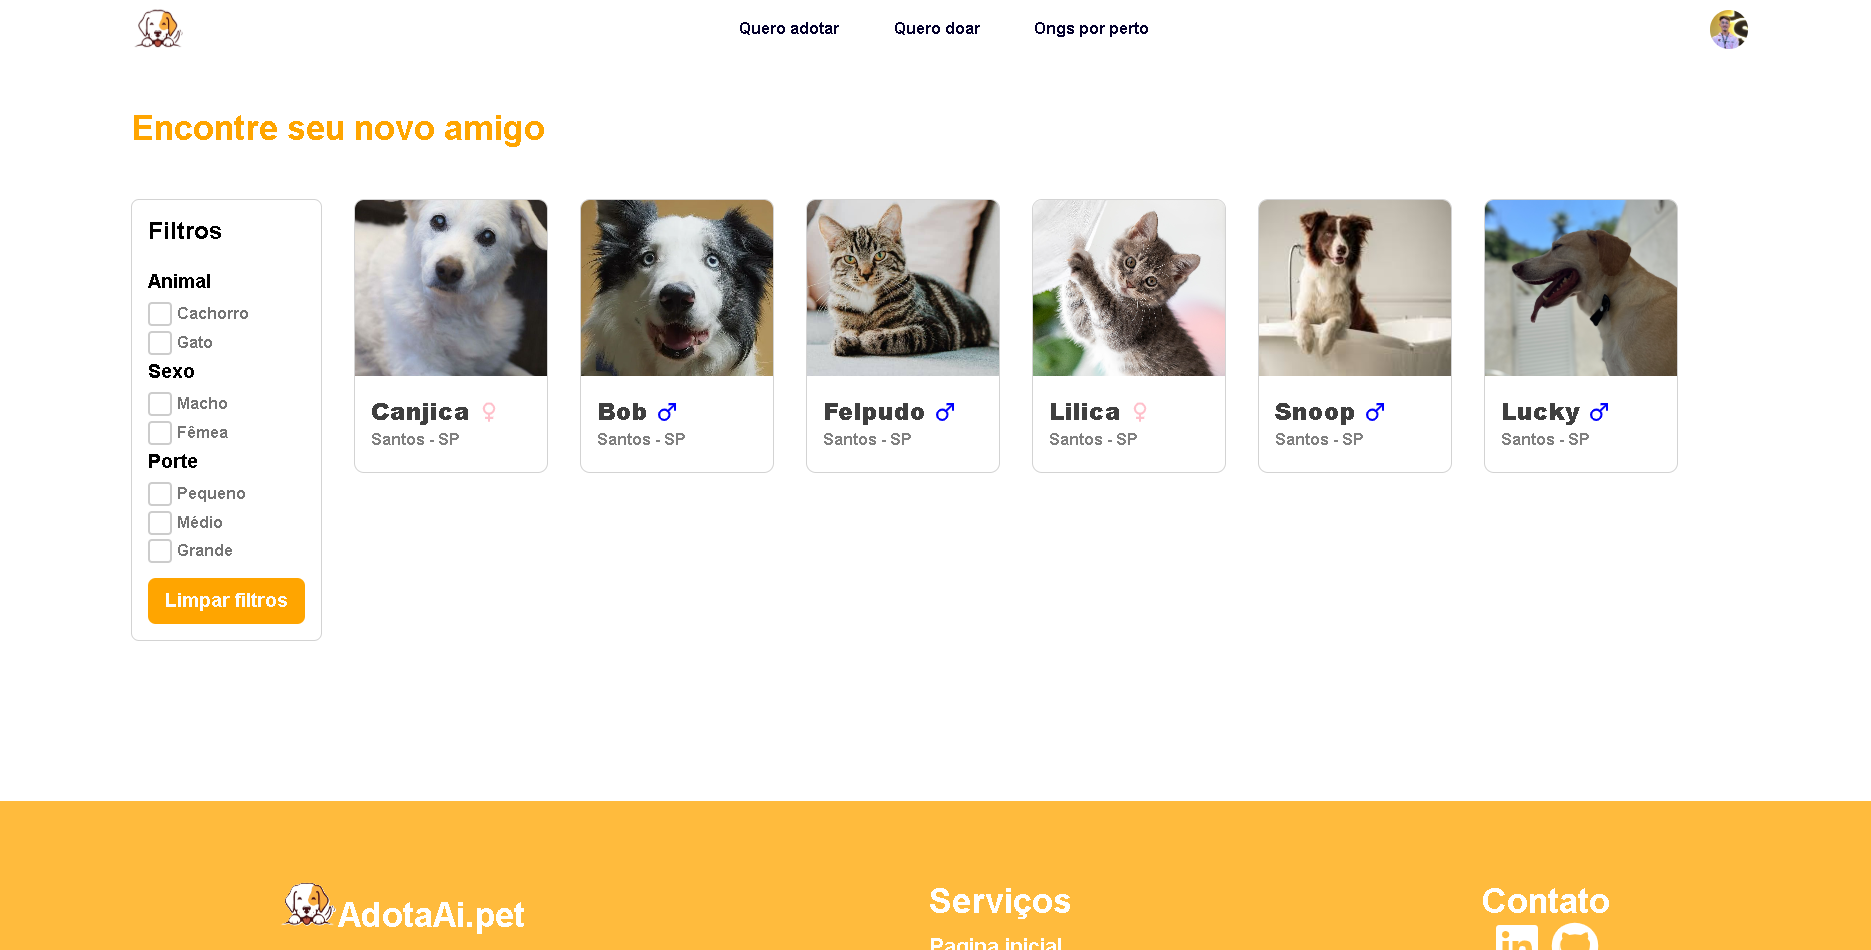 Quero adotar
Quero doar
Ongs por perto
Encontre seu novo amigo
Filtros
Animal
Cachorro
Gato
Sexo
Macho
Fêmea
Porte
Pequeno
Médio
Grande
Limpar filtros
Canjica
Santos - SP
Bob
Santos - SP
Felpudo
Santos - SP
Lilica
Santos - SP
Snoop
Santos - SP
Lucky
Santos - SP
AdotaAi.pet
Serviços
Pagina inicial
Contato